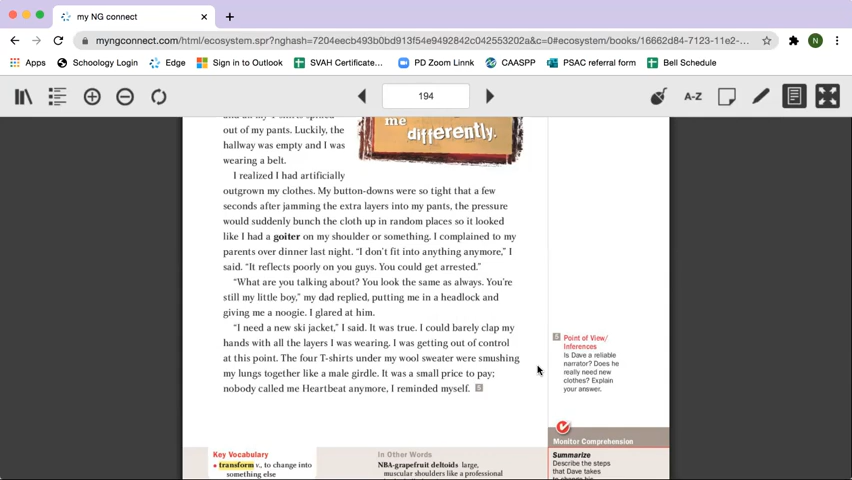 my NG connect
myngconnect.com/html/ecosystem.spr?nghash=7204eecb493b0bd913f54e9492842c042553202a&c=0#ecosystem/books/16662d84-7123-11e2-...
N
Apps
Schoology Login
Edge
Sign in to Outlook
SVAH Certificate...
PD Zoom Linnk
CAASPP
PSAC referral form
Bell Schedule
194
A-Z
out of my pants. Luckily, the
hallway was empty and I was
wearing a belt.
me
differently.
I realized I had artificially
outgrown my clothes. My button-downs were so tight that a few
seconds after jamming the extra layers into my pants, the pressure
would suddenly bunch the cloth up in random places so it looked
like I had a goiter on my shoulder or something. I complained to my
parents over dinner last night. “I don’t fit into anything anymore,” I
said. “It reflects poorly on you guys. You could get arrested.”
“What are you talking about? You look the same as always. You’re
still my little boy,” my dad replied, putting me in a headlock and
giving me a noogie. I glared at him.
“I need a new ski jacket,” I said. It was true. I could barely clap my
hands with all the layers I was wearing. I was getting out of control
at this point. The four T-shirts under my wool sweater were smushing
my lungs together like a male girdle. It was a small price to pay;
nobody called me Heartbeat anymore, I reminded myself. 5
5 Point of View/
Inferences
Is Dave a reliable
narrator? Does he
really need new
clothes? Explain
your answer.
Monitor Comprehension
Summarize
Describe the steps
that Dave takes
Key Vocabulary
• transform v., to change into
something else
In Other Words
NBA-grapefruit deltoids large,
muscular shoulders like a professional